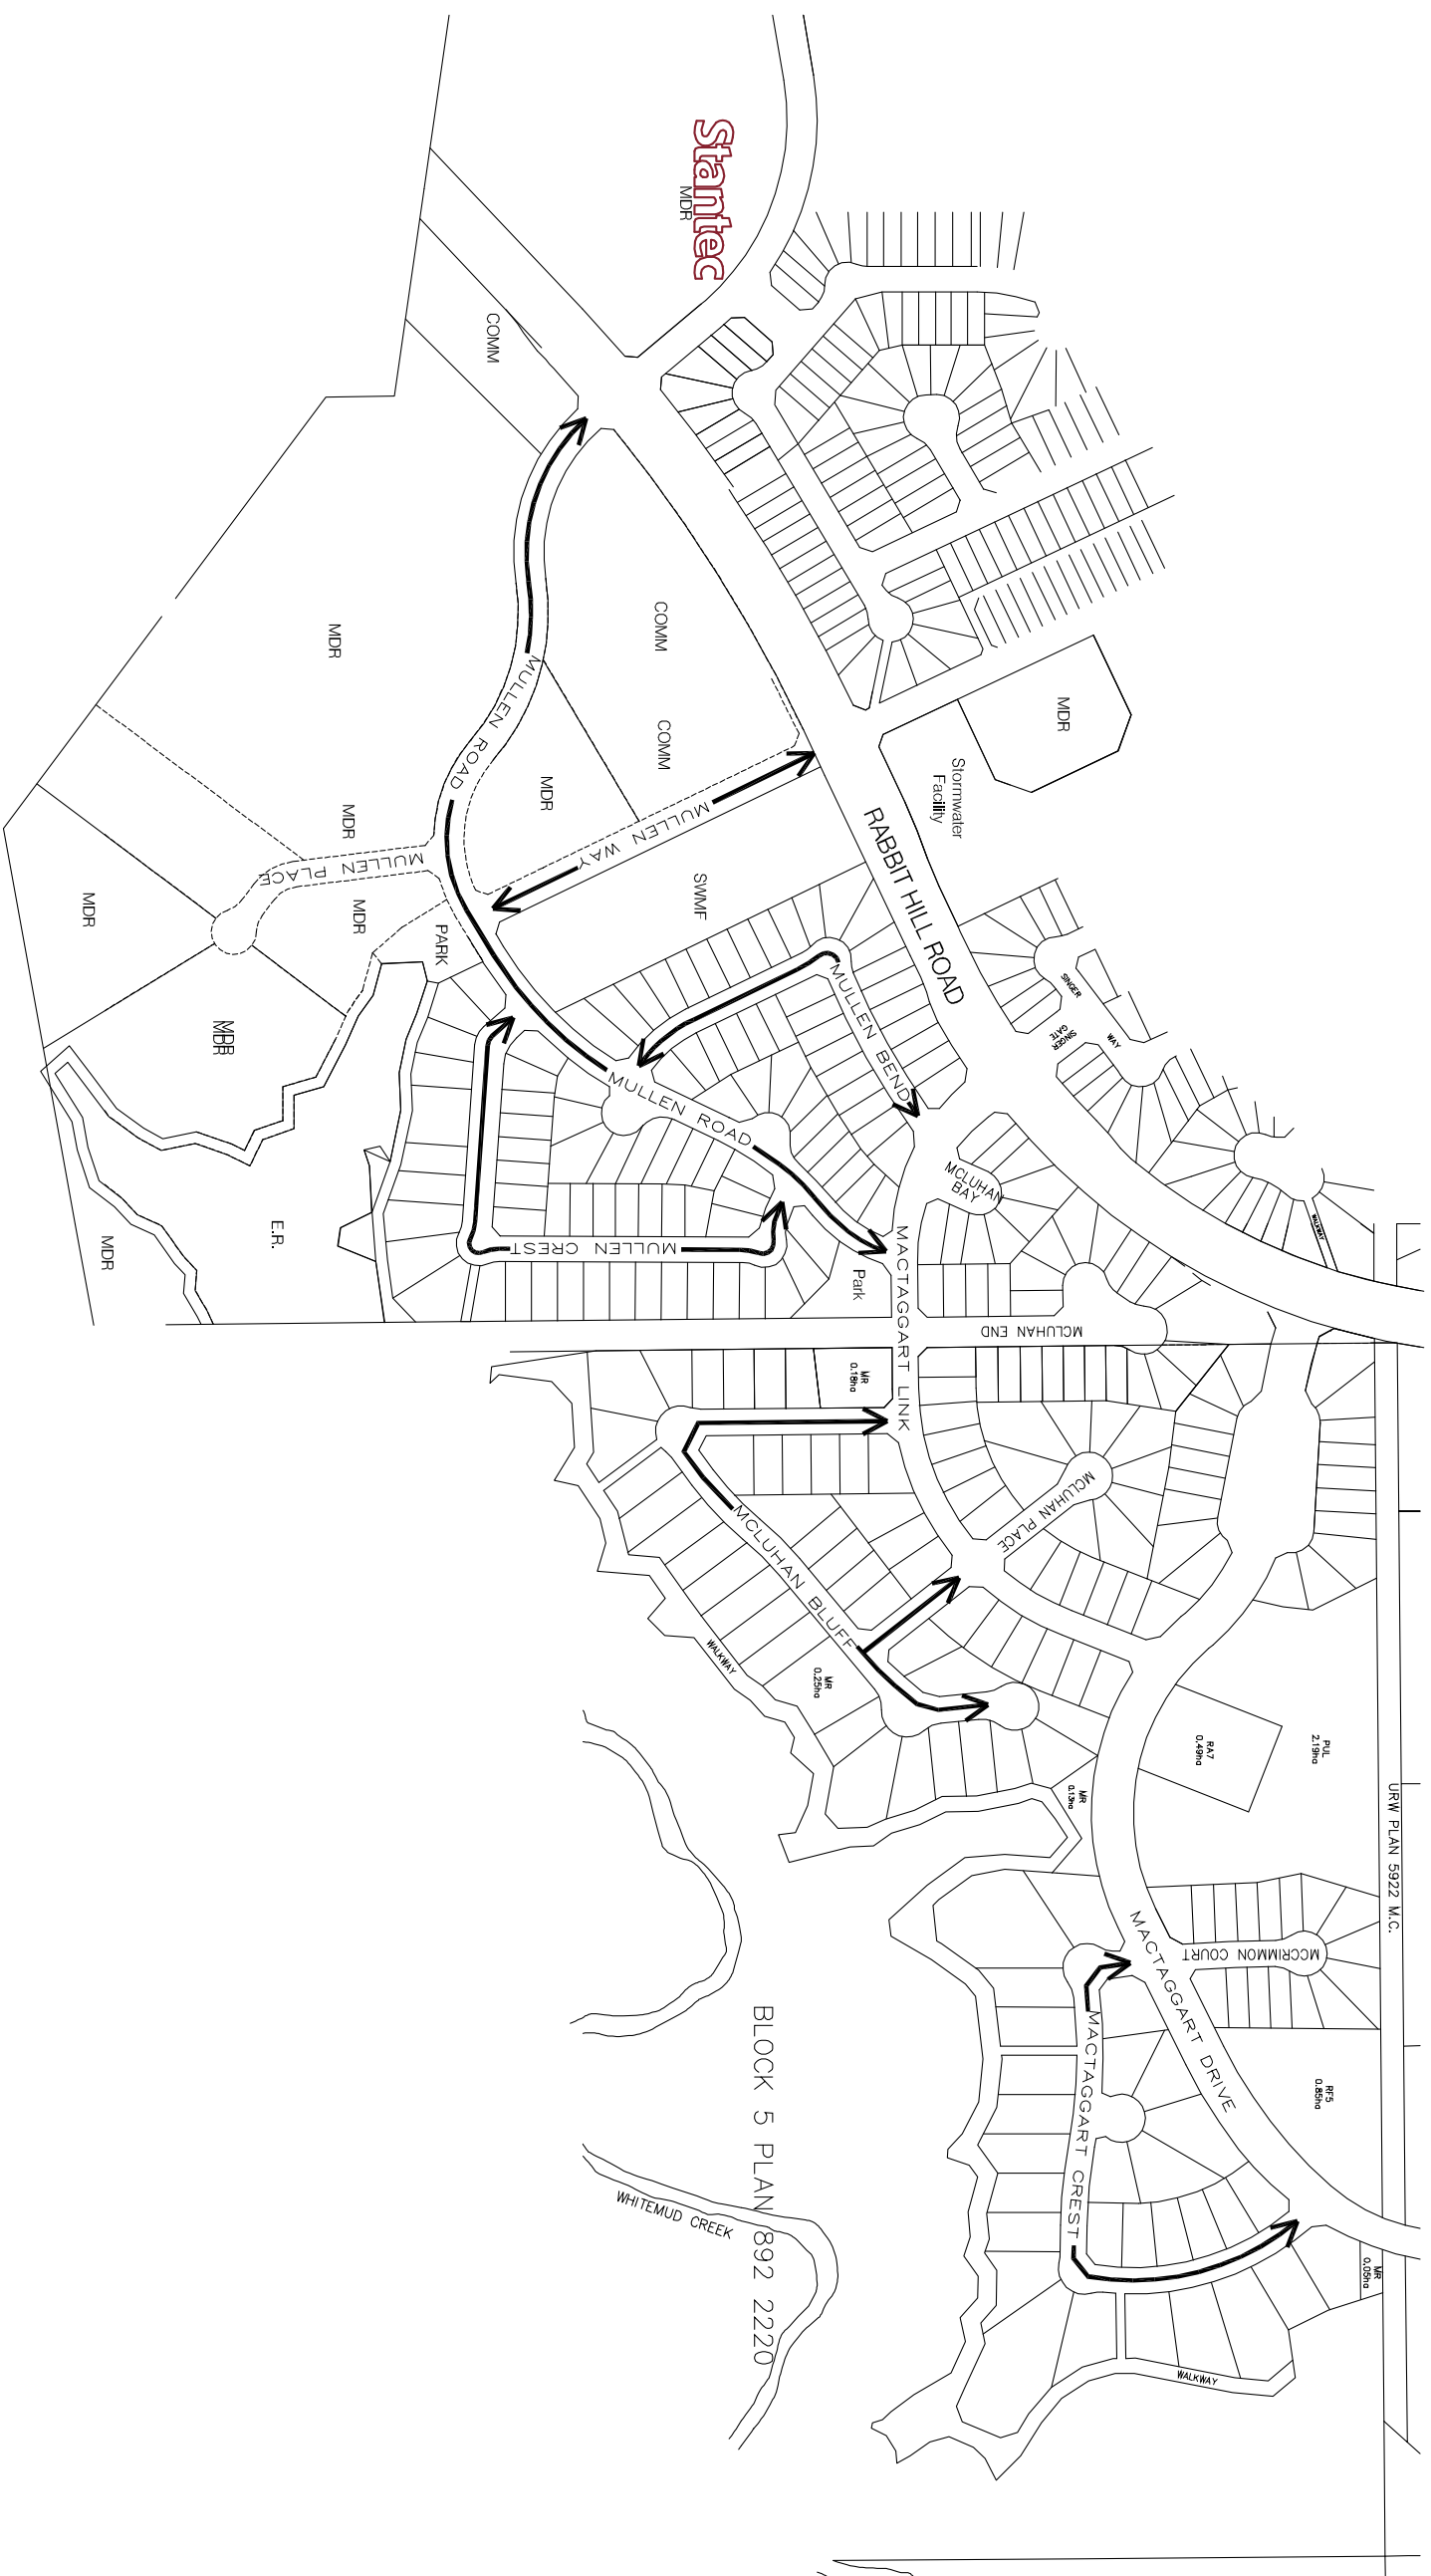 Stantec
MDR
COMM
COMM
COMM
MDR
MDR
MDR
MDR
MDR
MDR
MDR
MDR
MDR
MDR
MULLEN ROAD
MULLEN WAY
MULLEN PLACE
PARK
SWMF
Stormwater
Facility
RABBIT HILL ROAD
SINGER
WAY
SINGER
GATE
WALKWAY
MULLEN BEND
MULLEN ROAD
MULLEN CREST
E.R.
MCLUHAN
BAY
Park
MACTAGGART LINK
MCLUHAN END
MR
0.18ha
MCLUHAN PLACE
MCLUHAN BLUFF
WALKWAY
MR
0.25ha
MR
0.13ha
RA7
0.49ha
PUL
2.19ha
URW PLAN 5922 M.C.
MCCRIMMON COURT
MACTAGGART DRIVE
MACTAGGART CREST
RF5
0.85ha
MR
0.05ha
WALKWAY
BLOCK 5 PLAN 892 2220
WHITEMUD CREEK